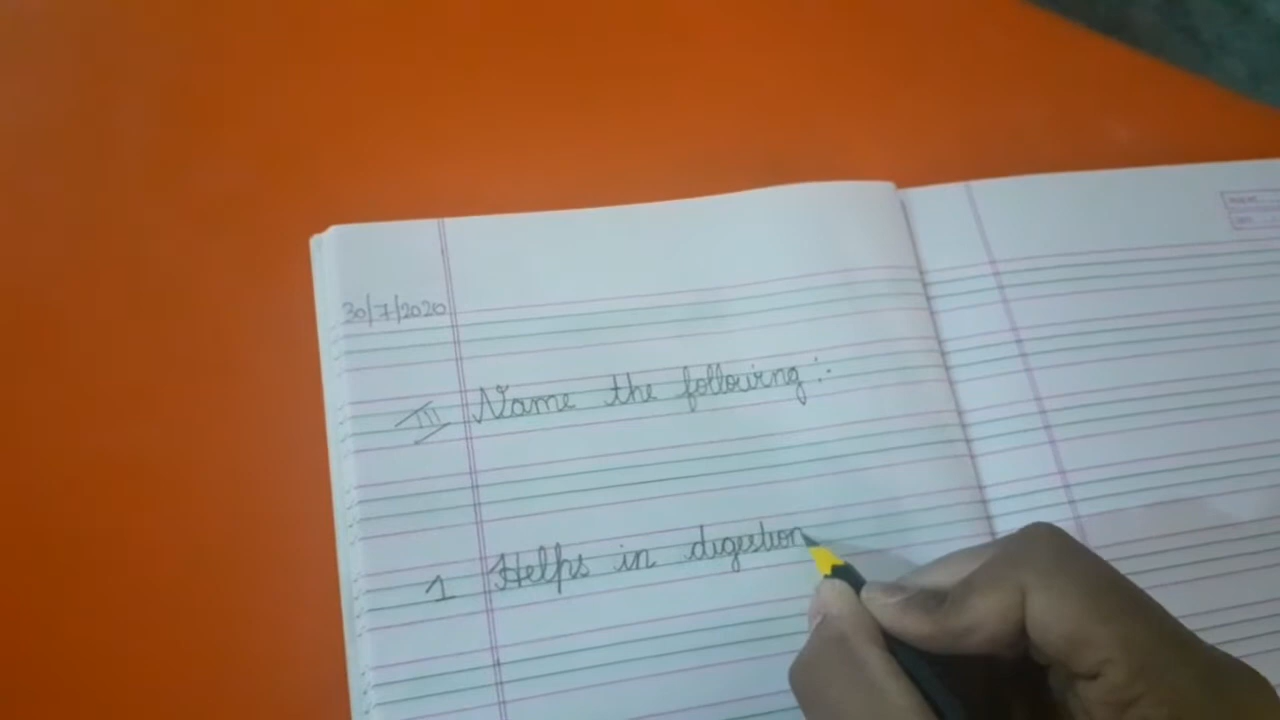 30/7/2020
III Name the following :-
1 Helps in digestion